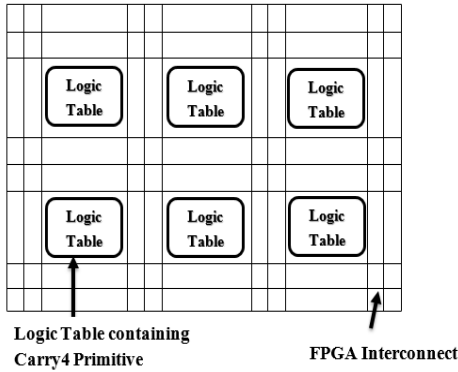 Logic
Table
Logic
Table
Logic
Table
Logic
Table
Logic
Table
Logic
Table
Logic Table containing
Carry4 Primitive
FPGA Interconnect